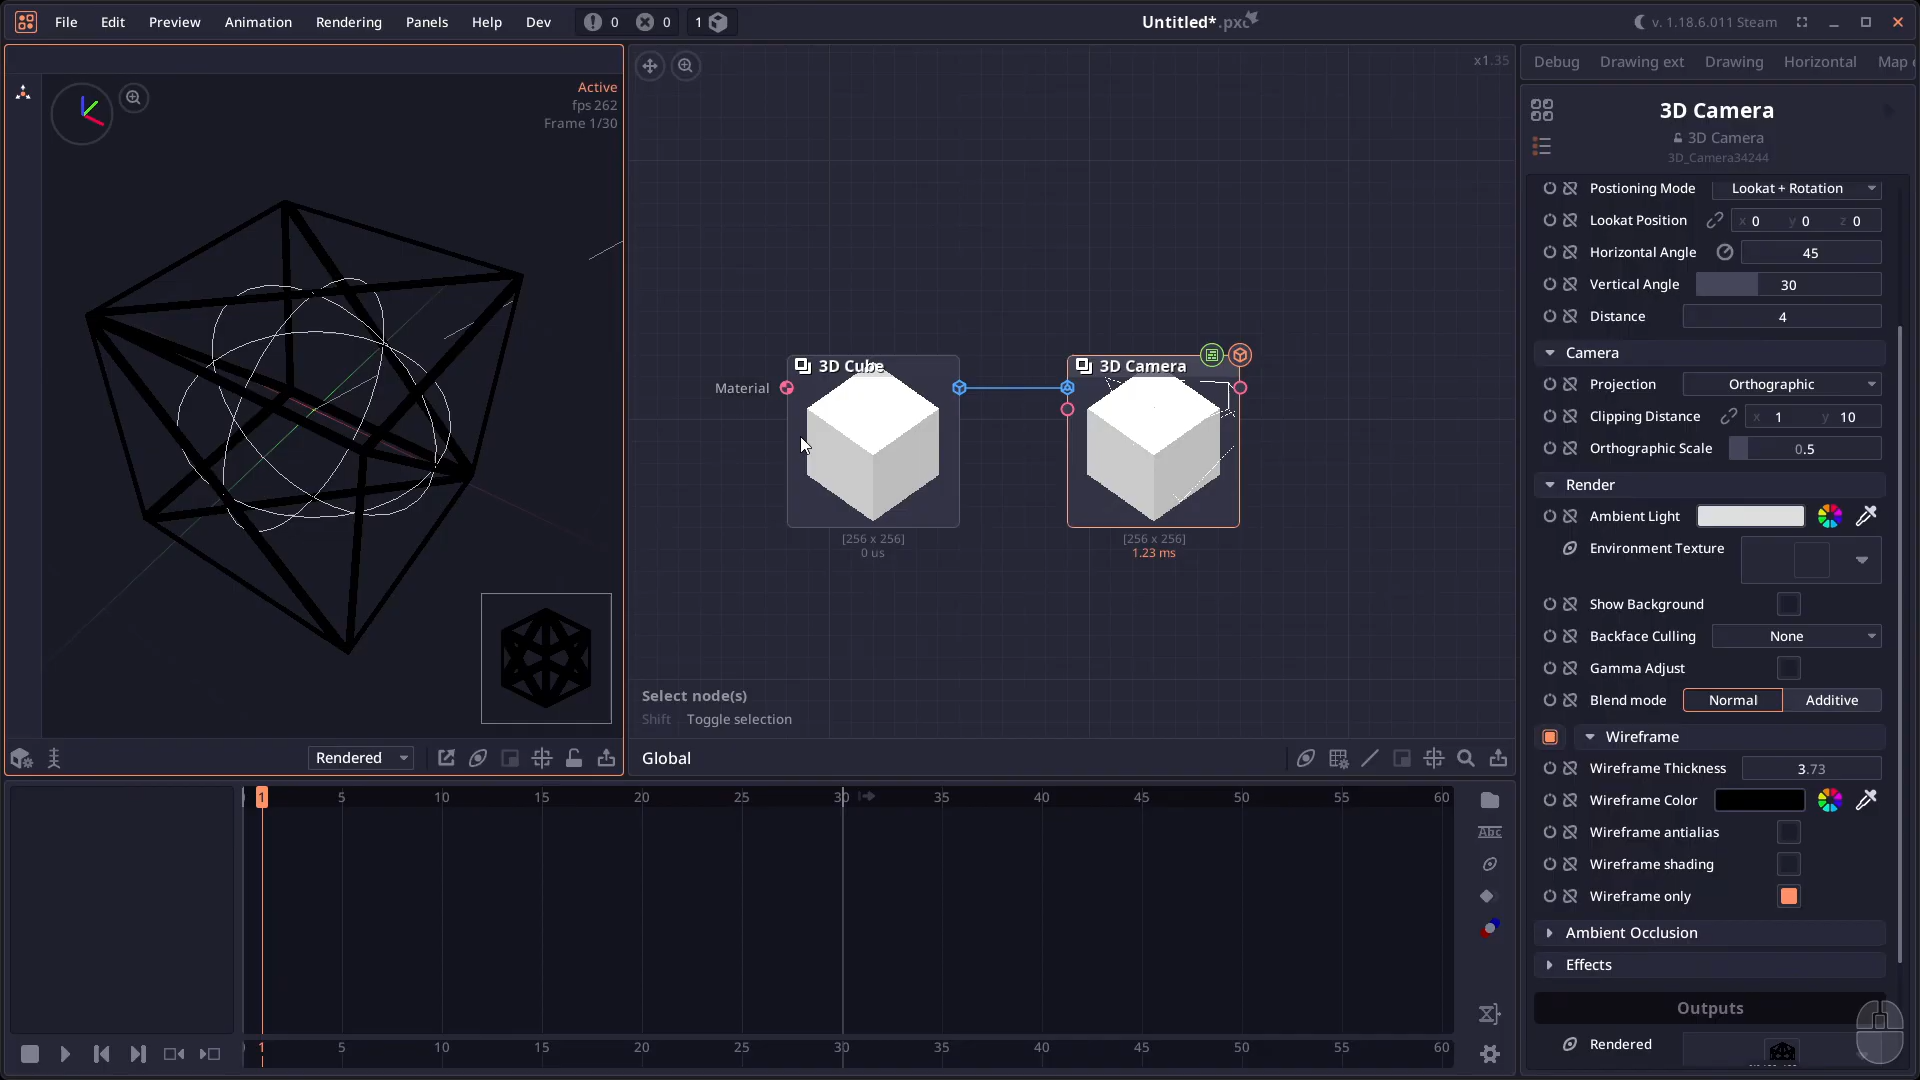 File Edit Preview Animation Rendering Panels Help Dev 0 0 1 Untitled*.pxc v. 1.18.6.011 Steam
Active
fps 262
Frame 1/30
Rendered
x1.35
Material
3D Cube
[256 x 256]
0 us
3D Camera
[256 x 256]
1.23 ms
Select node(s)
Shift Toggle selection
Global
Debug Drawing ext Drawing Horizontal Map
3D Camera
3D Camera
3D_Camera34244
Postioning Mode Lookat + Rotation
Lookat Position x 0 y 0 z 0
Horizontal Angle 45
Vertical Angle 30
Distance 4
Camera
Projection Orthographic
Clipping Distance x 1 y 10
Orthographic Scale 0.5
Render
Ambient Light
Environment Texture
Show Background
Backface Culling None
Gamma Adjust
Blend mode Normal Additive
Wireframe
Wireframe Thickness 3.73
Wireframe Color
Wireframe antialias
Wireframe shading
Wireframe only
Ambient Occlusion
Effects
Outputs
Rendered
1 5 10 15 20 25 30 35 40 45 50 55 60
Abc
1 5 10 15 20 25 30 35 40 45 50 55 60